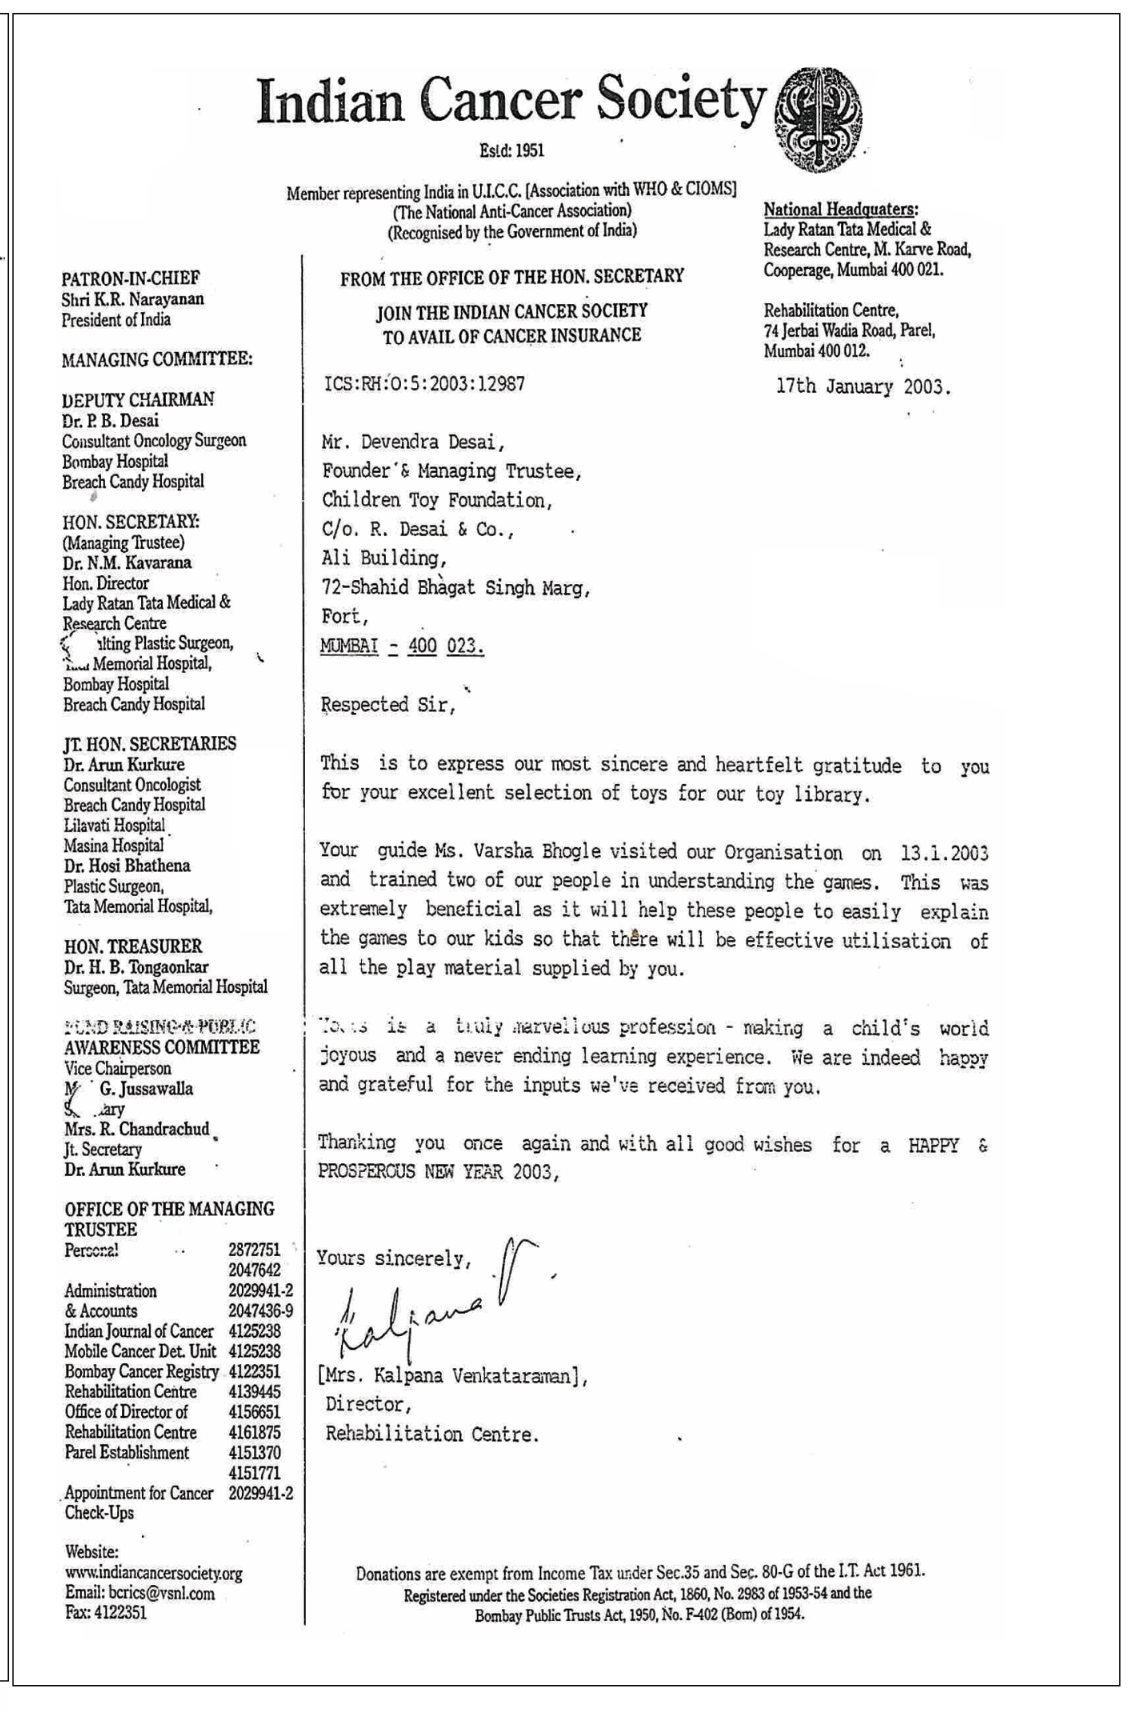 Indian Cancer Society
Estd: 1951
Member representing India in U.I.C.C. [Association with WHO & CIOMS]
(The National Anti-Cancer Association)
(Recognised by the Government of India)
National Headquaters:
Lady Ratan Tata Medical &
Research Centre, M. Karve Road,
Cooperage, Mumbai 400 021.
Rehabilitation Centre,
74 Jerbai Wadia Road, Parel,
Mumbai 400 012.
PATRON-IN-CHIEF
Shri K.R. Narayanan
President of India
MANAGING COMMITTEE:
DEPUTY CHAIRMAN
Dr. P. B. Desai
Consultant Oncology Surgeon
Bombay Hospital
Breach Candy Hospital
HON. SECRETARY:
(Managing Trustee)
Dr. N.M. Kavarana
Hon. Director
Lady Ratan Tata Medical &
Research Centre
Plastic Surgeon,
Memorial Hospital,
Bombay Hospital
Breach Candy Hospital
JT. HON. SECRETARIES
Dr. Arun Kurkure
Consultant Oncologist
Breach Candy Hospital
Lilavati Hospital
Masina Hospital
Dr. Hosi Bhathena
Plastic Surgeon,
Tata Memorial Hospital,
HON. TREASURER
Dr. H. B. Tongaonkar
Surgeon, Tata Memorial Hospital
FUND RAISING & PUBLIC
AWARENESS COMMITTEE
Vice Chairperson
G. Jussawalla
Mrs. R. Chandrachud
Jt. Secretary
Dr. Arun Kurkure
OFFICE OF THE MANAGING
TRUSTEE
Personal 2872751
2047642
Administration 2029941-2
& Accounts 2047436-9
Indian Journal of Cancer 4125238
Mobile Cancer Det. Unit 4125238
Bombay Cancer Registry 4122351
Rehabilitation Centre 4139445
Office of Director of 4156651
Rehabilitation Centre 4161875
Parel Establishment 4151370
4151771
Appointment for Cancer 2029941-2
Check-Ups
Website:
www.indiancancersociety.org
Email: bcrics@vsnl.com
Fax: 4122351
FROM THE OFFICE OF THE HON. SECRETARY
JOIN THE INDIAN CANCER SOCIETY
TO AVAIL OF CANCER INSURANCE
ICS:RH:O:5:2003:12987
17th January 2003.
Mr. Devendra Desai,
Founder & Managing Trustee,
Children Toy Foundation,
C/o. R. Desai & Co.,
Ali Building,
72-Shahid Bhagat Singh Marg,
Fort,
MUMBAI - 400 023.
Respected Sir,
This is to express our most sincere and heartfelt gratitude to you
for your excellent selection of toys for our toy library.
Your guide Ms. Varsha Bhogle visited our Organisation on 13.1.2003
and trained two of our people in understanding the games. This was
extremely beneficial as it will help these people to easily explain
the games to our kids so that there will be effective utilisation of
all the play material supplied by you.
Yours is a truly marvellous profession - making a child's world
joyous and a never ending learning experience. We are indeed happy
and grateful for the inputs we've received from you.
Thanking you once again and with all good wishes for a HAPPY &
PROSPEROUS NEW YEAR 2003,
Yours sincerely,
Kalpana V
[Mrs. Kalpana Venkataraman],
Director,
Rehabilitation Centre.
Donations are exempt from Income Tax under Sec.35 and Sec. 80-G of the I.T. Act 1961.
Registered under the Societies Registration Act, 1860, No. 2983 of 1953-54 and the
Bombay Public Trusts Act, 1950, No. F-402 (Bom) of 1954.